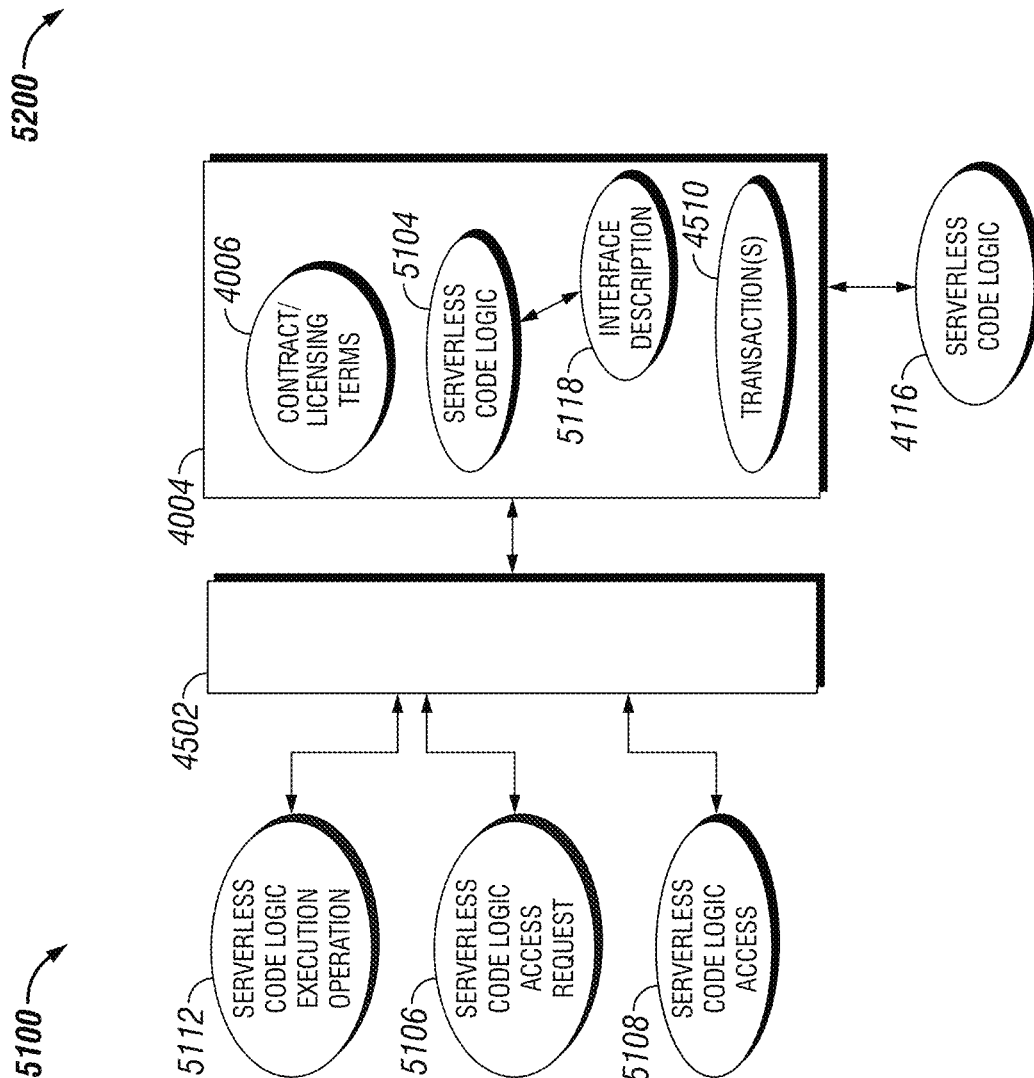 5100
5200
5112
SERVERLESS
CODE LOGIC
EXECUTION
OPERATION
5106
SERVERLESS
CODE LOGIC
ACCESS
REQUEST
5108
SERVERLESS
CODE LOGIC
ACCESS
4502
4004
4006
CONTRACT/
LICENSING
TERMS
5104
SERVERLESS
CODE LOGIC
5118
INTERFACE
DESCRIPTION
4510
TRANSACTION(S)
4116
SERVERLESS
CODE LOGIC